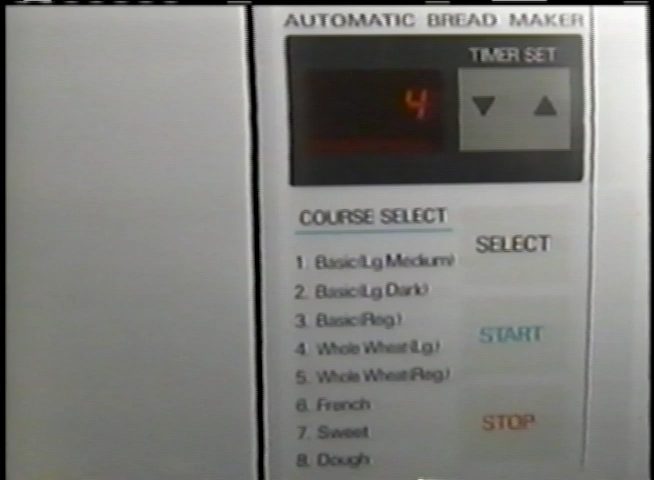 AUTOMATIC BREAD MAKER
TIMER SET
4
COURSE SELECT
SELECT
1. Basic(Lg.Medium)
2. Basic(Lg.Dark)
3. Basic(Reg.)
START
4. Whole Wheat(Lg.)
5. Whole Wheat(Reg.)
6. French
STOP
7. Sweet
8. Dough